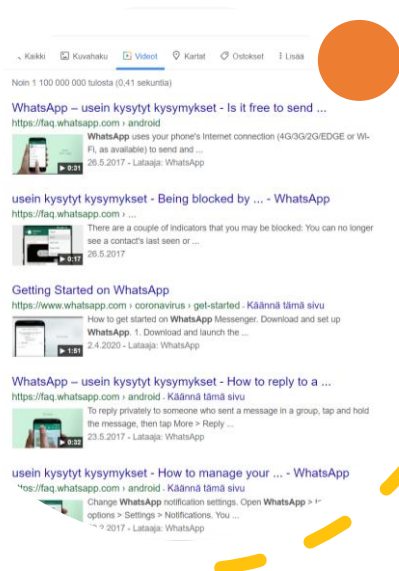 Kaikki Kuvahaku Videot Kartat Ostokset Lisää
Noin 1 100 000 000 tulosta (0,41 sekuntia)
WhatsApp – usein kysytyt kysymykset - Is it free to send ...
https://faq.whatsapp.com › android
WhatsApp uses your phone's Internet connection (4G/3G/2G/EDGE or Wi-
Fi, as available) to send and ...
26.5.2017 - Lataaja: WhatsApp
0:31
usein kysytyt kysymykset - Being blocked by ... - WhatsApp
https://faq.whatsapp.com › ...
There are a couple of indicators that you may be blocked: You can no longer
see a contact's last seen or ...
26.5.2017
0:17
Getting Started on WhatsApp
https://www.whatsapp.com › coronavirus › get-started - Käännä tämä sivu
How to get started on WhatsApp Messenger. Download and set up
WhatsApp. 1. Download and launch the ...
2.4.2020 - Lataaja: WhatsApp
1:51
WhatsApp – usein kysytyt kysymykset - How to reply to a ...
https://faq.whatsapp.com › android - Käännä tämä sivu
To reply privately to someone who sent a message in a group, tap and hold
the message, then tap More > Reply ...
23.5.2017 - Lataaja: WhatsApp
0:32
usein kysytyt kysymykset - How to manage your ... - WhatsApp
ttps://faq.whatsapp.com › android - Käännä tämä sivu
Change WhatsApp notification settings. Open WhatsApp >
options > Settings > Notifications. You ...
2017 - Lataaja: WhatsApp